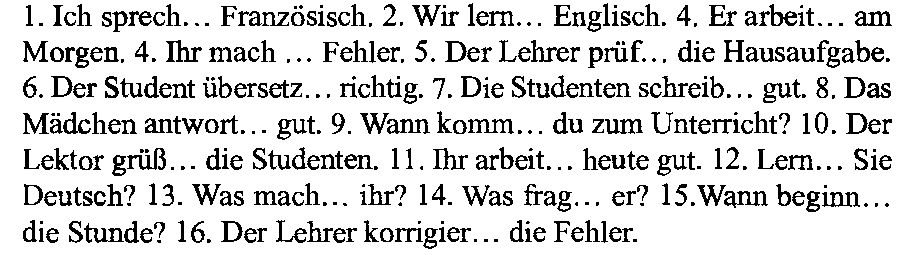 1. Ich sprech... Französisch. 2. Wir lern... Englisch. 4. Er arbeit... am
Morgen. 4. Ihr mach ... Fehler. 5. Der Lehrer prüf... die Hausaufgabe.
6. Der Student übersetz... richtig. 7. Die Studenten schreib... gut. 8. Das
Mädchen antwort... gut. 9. Wann komm... du zum Unterricht? 10. Der
Lektor grüß... die Studenten. 11. Ihr arbeit... heute gut. 12. Lern... Sie
Deutsch? 13. Was mach... ihr? 14. Was frag... er? 15.Wann beginn...
die Stunde? 16. Der Lehrer korrigier... die Fehler.